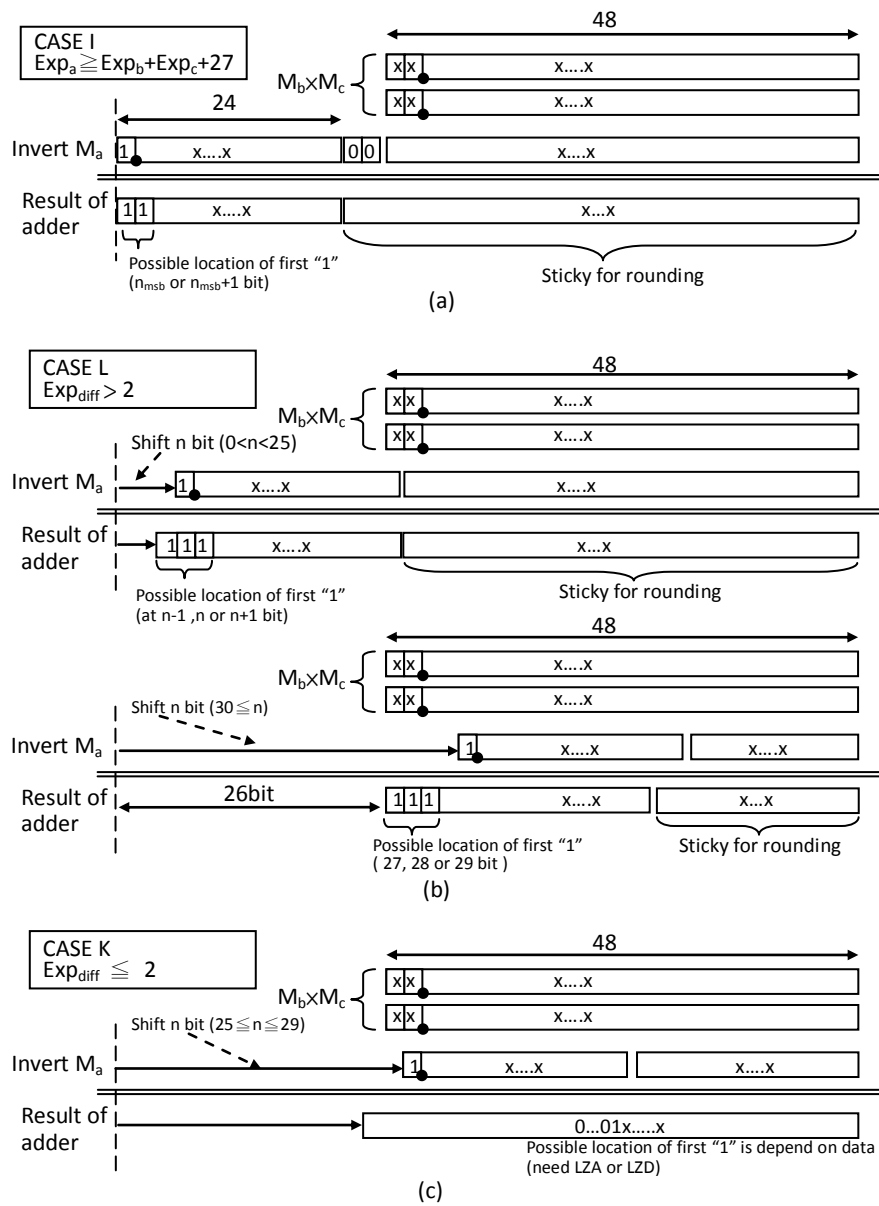 CASE I
Exp_a ≧ Exp_b+Exp_c+27
48
M_b×M_c
x x x....x
x x x....x
24
Invert M_a 1 x....x 0 0 x....x
Result of adder 1 1 x....x x...x
Possible location of first “1”
(n_msb or n_msb+1 bit)
Sticky for rounding
(a)
CASE L
Exp_diff > 2
48
M_b×M_c
x x x....x
x x x....x
Shift n bit (0<n<25)
Invert M_a 1 x....x x....x
Result of adder 1 1 1 x....x x...x
Possible location of first “1”
(at n-1 ,n or n+1 bit)
Sticky for rounding
48
M_b×M_c
x x x....x
x x x....x
Shift n bit (30≦n)
Invert M_a 1 x....x x....x
Result of adder 26bit 1 1 1 x....x x...x
Possible location of first “1”
( 27, 28 or 29 bit )
Sticky for rounding
(b)
CASE K
Exp_diff ≦ 2
48
M_b×M_c
x x x....x
x x x....x
Shift n bit (25≦n≦29)
Invert M_a 1 x....x x....x
Result of adder 0...01x.....x
Possible location of first “1” is depend on data
(need LZA or LZD)
(c)